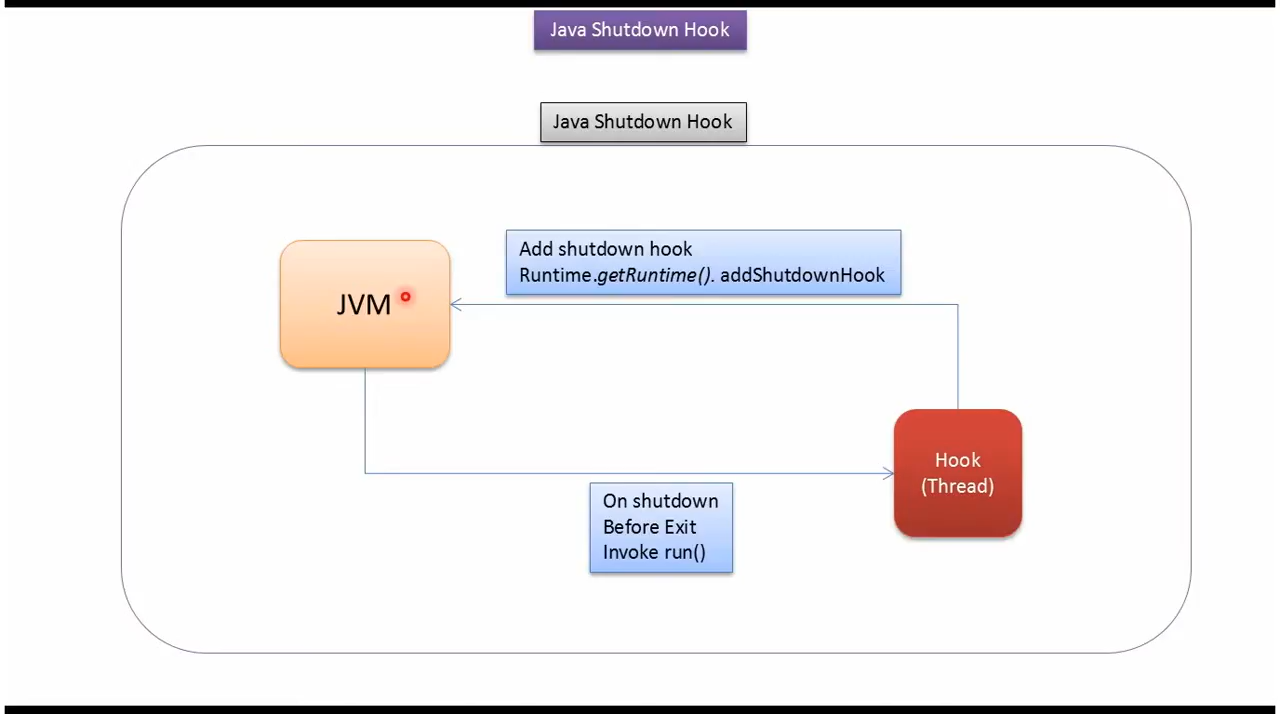 Java Shutdown Hook
Java Shutdown Hook
Add shutdown hook
Runtime.getRuntime(). addShutdownHook
JVM
Hook
(Thread)
On shutdown
Before Exit
Invoke run()